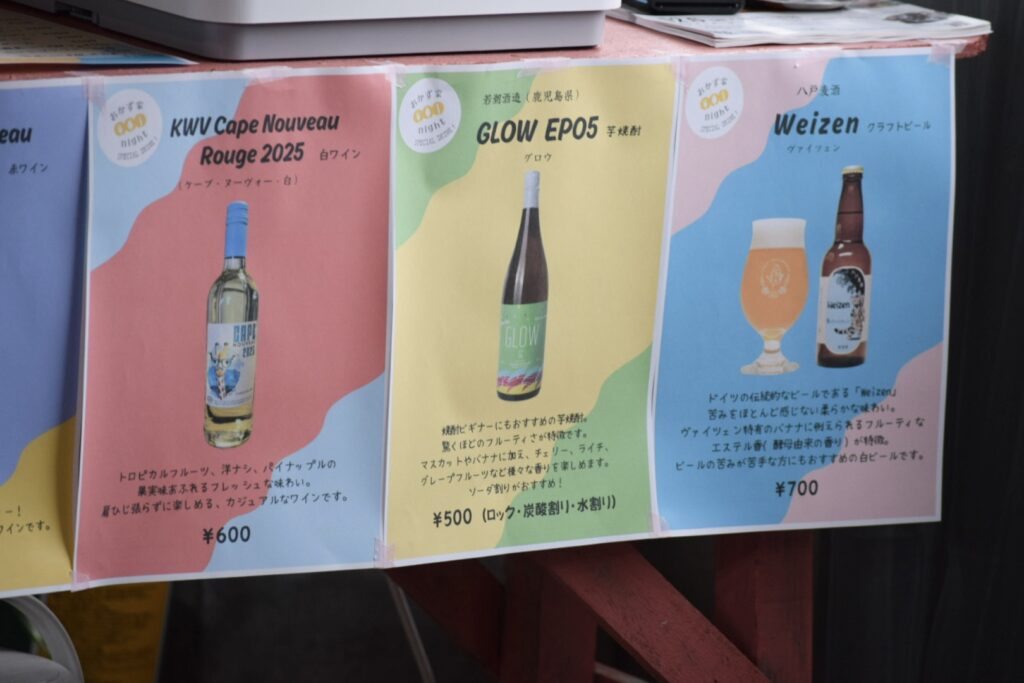 eau
赤ワイン
ー!
ワインです。
おかず家
001
night
SPECIAL DRINK!
KWV Cape Nouveau
Rouge 2025 白ワイン
(ケープ・ヌーヴォー・白)
CAPE
NOUVEAU
2025
トロピカルフルーツ、洋ナシ、パイナップルの
果実味あふれるフレッシュな味わい。
肩ひじ張らずに楽しめる、カジュアルなワインです。
¥600
おかず家
001
night
SPECIAL DRINK!
若潮酒造(鹿児島県)
GLOW EP05 芋焼酎
グロウ
GLOW
焼酎ビギナーにもおすすめの芋焼酎。
驚くほどのフルーティさが特徴です。
マスカットやバナナに加え、チェリー、ライチ、
グレープフルーツなど様々な香りを楽しめます。
ソーダ割りがおすすめ!
¥500 (ロック・炭酸割り・水割り)
おかず家
001
night
SPECIAL DRINK!
八戸麦酒
Weizen クラフトビール
ヴァイツェン
Weizen
ドイツの伝統的なビールである「Weizen」
苦みをほとんど感じない柔らかな味わい。
ヴァイツェン特有のバナナに例えられるフルーティな
エステル香(酵母由来の香り)が特徴。
ビールの苦みが苦手な方にもおすすめの白ビールです。
¥700